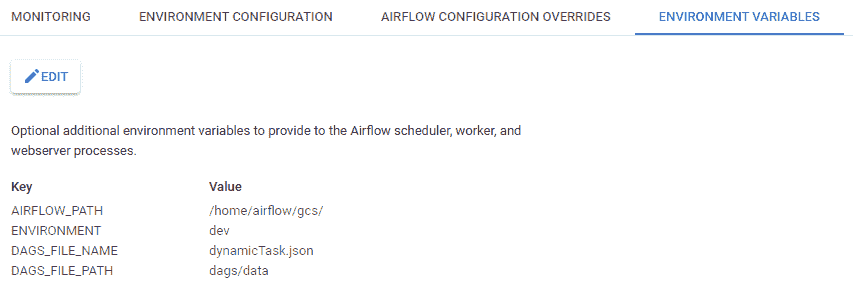 MONITORING ENVIRONMENT CONFIGURATION AIRFLOW CONFIGURATION OVERRIDES ENVIRONMENT VARIABLES
EDIT
Optional additional environment variables to provide to the Airflow scheduler, worker, and
webserver processes.
Key Value
AIRFLOW_PATH /home/airflow/gcs/
ENVIRONMENT dev
DAGS_FILE_NAME dynamicTask.json
DAGS_FILE_PATH dags/data